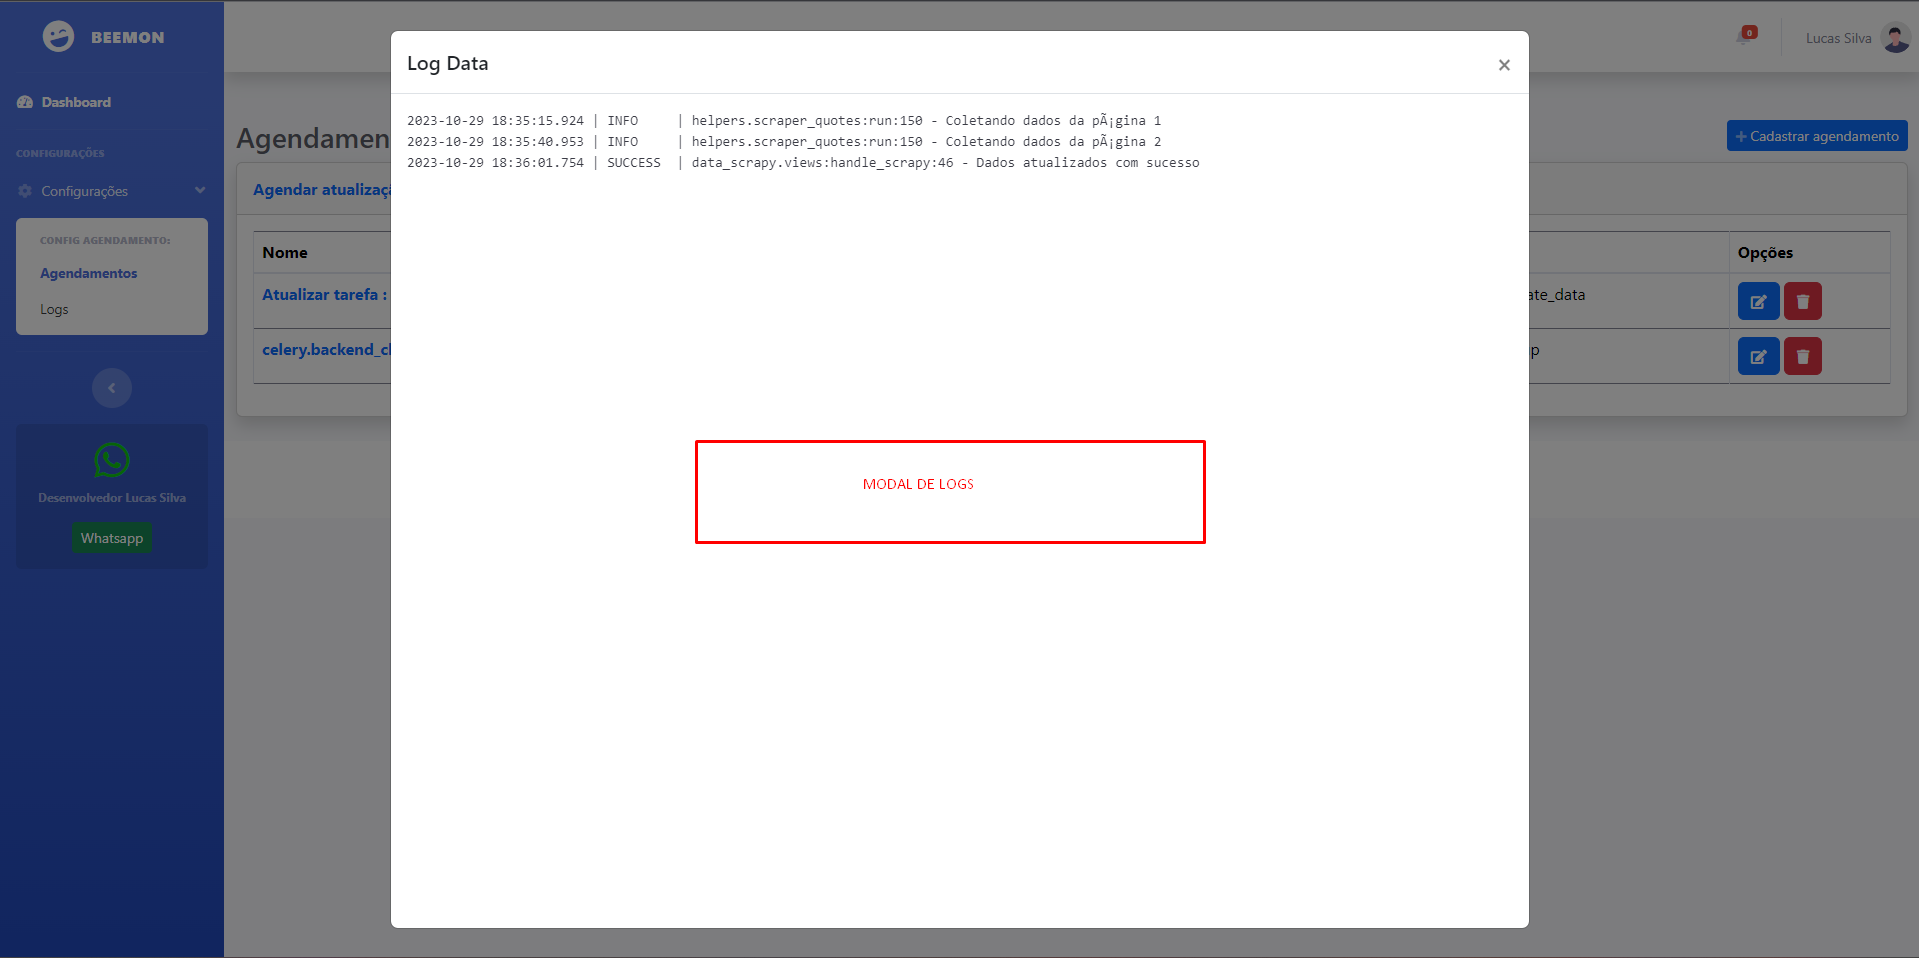 BEEMON
Dashboard
CONFIGURAÇÕES
Configurações
CONFIG AGENDAMENTO:
Agendamentos
Logs
Desenvolvedor Lucas Silva
Whatsapp
0
Lucas Silva
Agendamen
+ Cadastrar agendamento
Agendar atualizaç
Nome
Opções
Atualizar tarefa :
ate_data
celery.backend_cl
p
Log Data
×
2023-10-29 18:35:15.924 | INFO     | helpers.scraper_quotes:run:150 - Coletando dados da pÃ¡gina 1
2023-10-29 18:35:40.953 | INFO     | helpers.scraper_quotes:run:150 - Coletando dados da pÃ¡gina 2
2023-10-29 18:36:01.754 | SUCCESS  | data_scrapy.views:handle_scrapy:46 - Dados atualizados com sucesso
MODAL DE LOGS